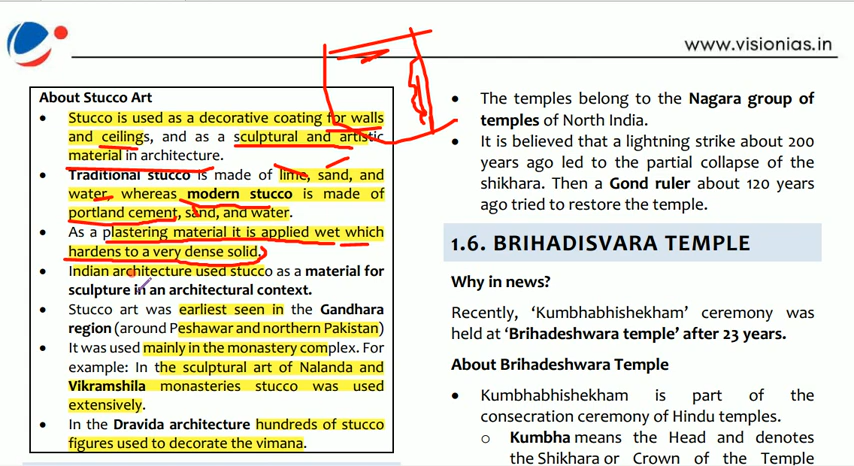 www.visionias.in
About Stucco Art
• Stucco is used as a decorative coating for walls
and ceilings, and as a sculptural and artistic
material in architecture.
• Traditional stucco is made of lime, sand, and
water, whereas modern stucco is made of
portland cement, sand, and water.
• As a plastering material it is applied wet which
hardens to a very dense solid.
• Indian architecture used stucco as a material for
sculpture in an architectural context.
• Stucco art was earliest seen in the Gandhara
region (around Peshawar and northern Pakistan)
• It was used mainly in the monastery complex. For
example: In the sculptural art of Nalanda and
Vikramshila monasteries stucco was used
extensively.
• In the Dravida architecture hundreds of stucco
figures used to decorate the vimana.
• The temples belong to the Nagara group of
temples of North India.
• It is believed that a lightning strike about 200
years ago led to the partial collapse of the
shikhara. Then a Gond ruler about 120 years
ago tried to restore the temple.
1.6. BRIHADISVARA TEMPLE
Why in news?
Recently, ‘Kumbhabhishekham’ ceremony was
held at ‘Brihadeshwara temple’ after 23 years.
About Brihadeshwara Temple
• Kumbhabhishekham is part of the
consecration ceremony of Hindu temples.
o Kumbha means the Head and denotes
the Shikhara or Crown of the Temple